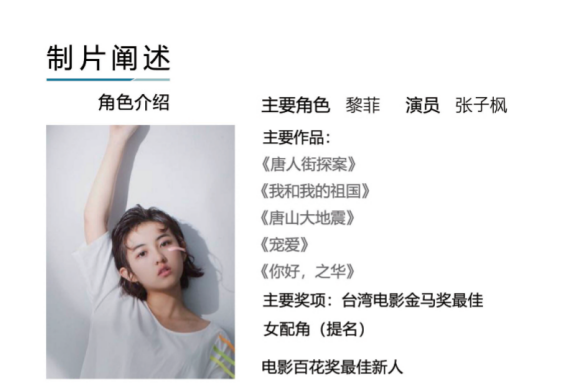 制片阐述
角色介绍
主要角色 黎菲 演员 张子枫
主要作品：
《唐人街探案》
《我和我的祖国》
《唐山大地震》
《宠爱》
《你好，之华》
主要奖项：台湾电影金马奖最佳
女配角（提名）
电影百花奖最佳新人